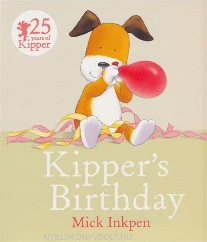 25
years of
Kipper
Kipper's
Birthday
Mick Inkpen